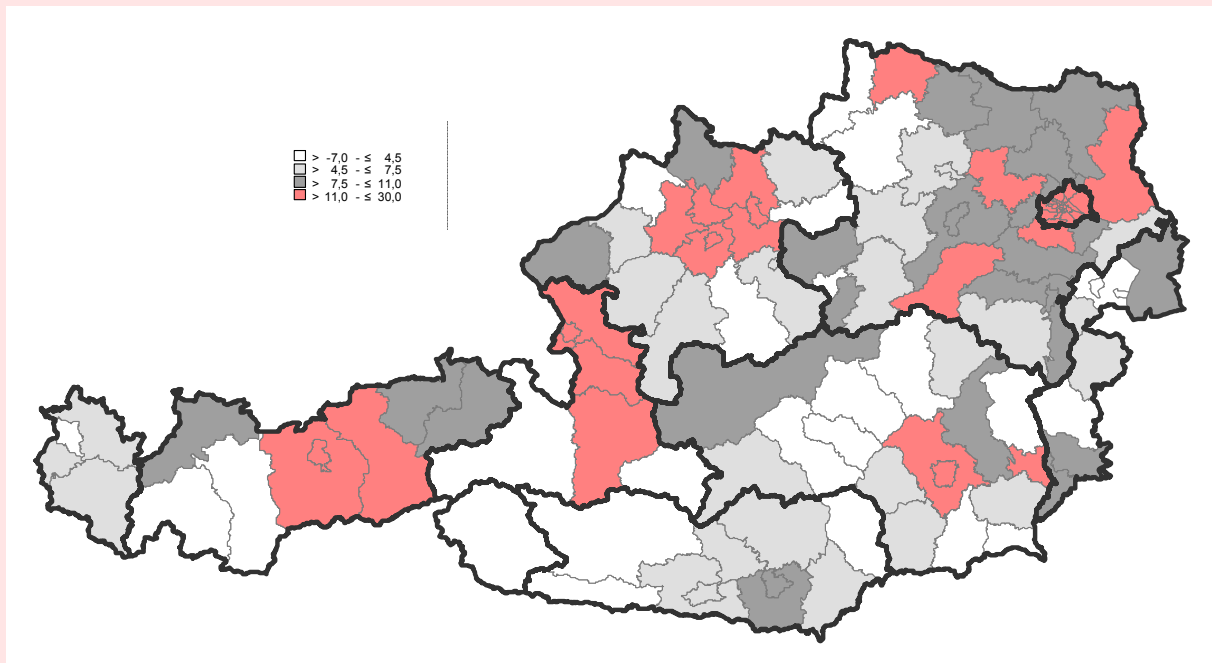 > -7,0 - ≤ 4,5
> 4,5 - ≤ 7,5
> 7,5 - ≤ 11,0
> 11,0 - ≤ 30,0